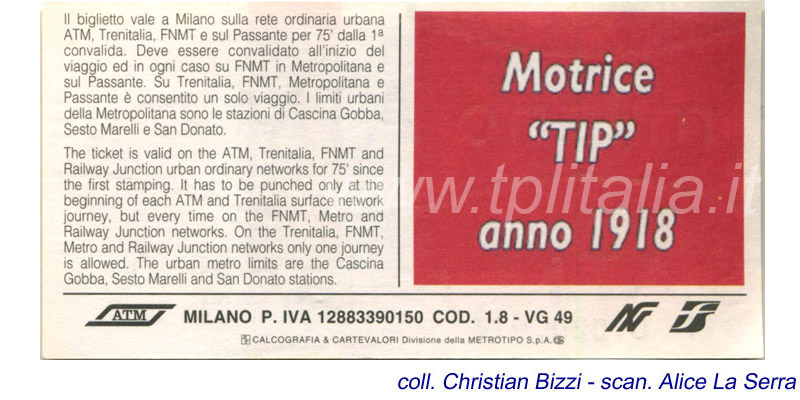 Il biglietto vale a Milano sulla rete ordinaria urbana
ATM, Trenitalia, FNMT e sul Passante per 75' dalla 1ª
convalida. Deve essere convalidato all'inizio del
viaggio ed in ogni caso su FNMT in Metropolitana e
sul Passante. Su Trenitalia, FNMT, Metropolitana e
Passante è consentito un solo viaggio. I limiti urbani
della Metropolitana sono le stazioni di Cascina Gobba,
Sesto Marelli e San Donato.
The ticket is valid on the ATM, Trenitalia, FNMT and
Railway Junction urban ordinary networks for 75' since
the first stamping. It has to be punched only at the
beginning of each ATM and Trenitalia surface network
journey, but every time on the FNMT, Metro and
Railway Junction networks. On the Trenitalia, FNMT,
Metro and Railway Junction networks only one journey
is allowed. The urban metro limits are the Cascina
Gobba, Sesto Marelli and San Donato stations.
Motrice
"TIP"
anno 1918
www.tplitalia.it
ATM MILANO P. IVA 12883390150 COD. 1.8 - VG 49
CALCOGRAFIA & CARTEVALORI Divisione della METROTIPO S.p.A.
coll. Christian Bizzi - scan. Alice La Serra